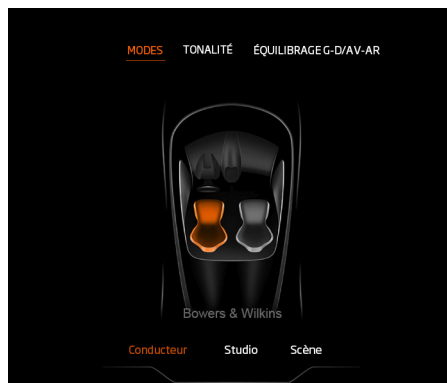 MODES TONALITÉ ÉQUILIBRAGE G-D/AV-AR
Bowers & Wilkins
Conducteur Studio Scène